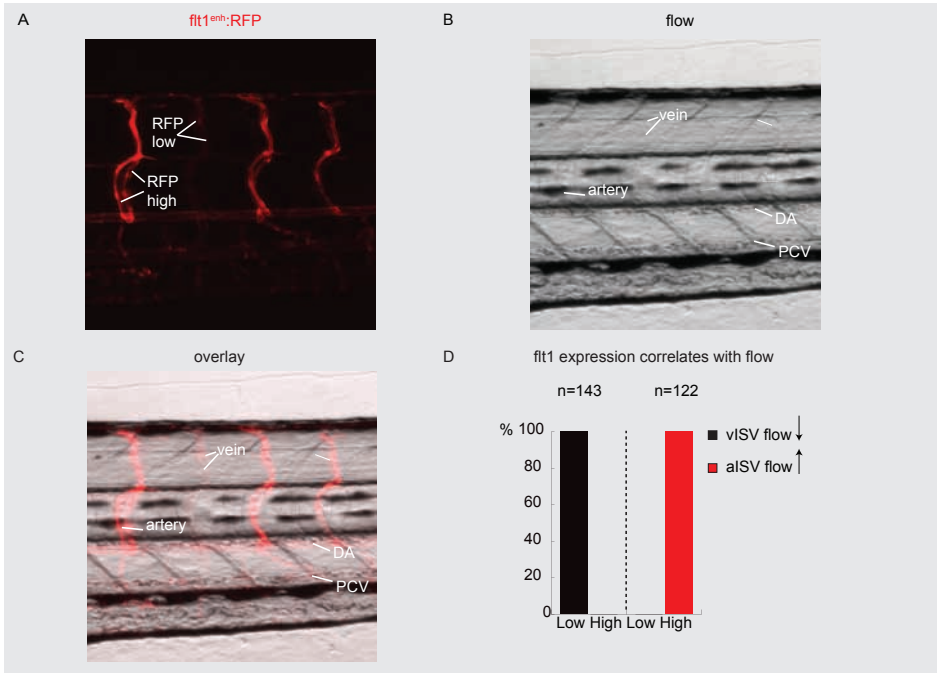 A
flt1enh:RFP
RFP
low
RFP
high
B
flow
vein
artery
DA
PCV
C
overlay
vein
artery
DA
PCV
D
flt1 expression correlates with flow
n=143
n=122
% 100
80
60
40
20
0
Low High Low High
vISV flow ↓
aISV flow ↑